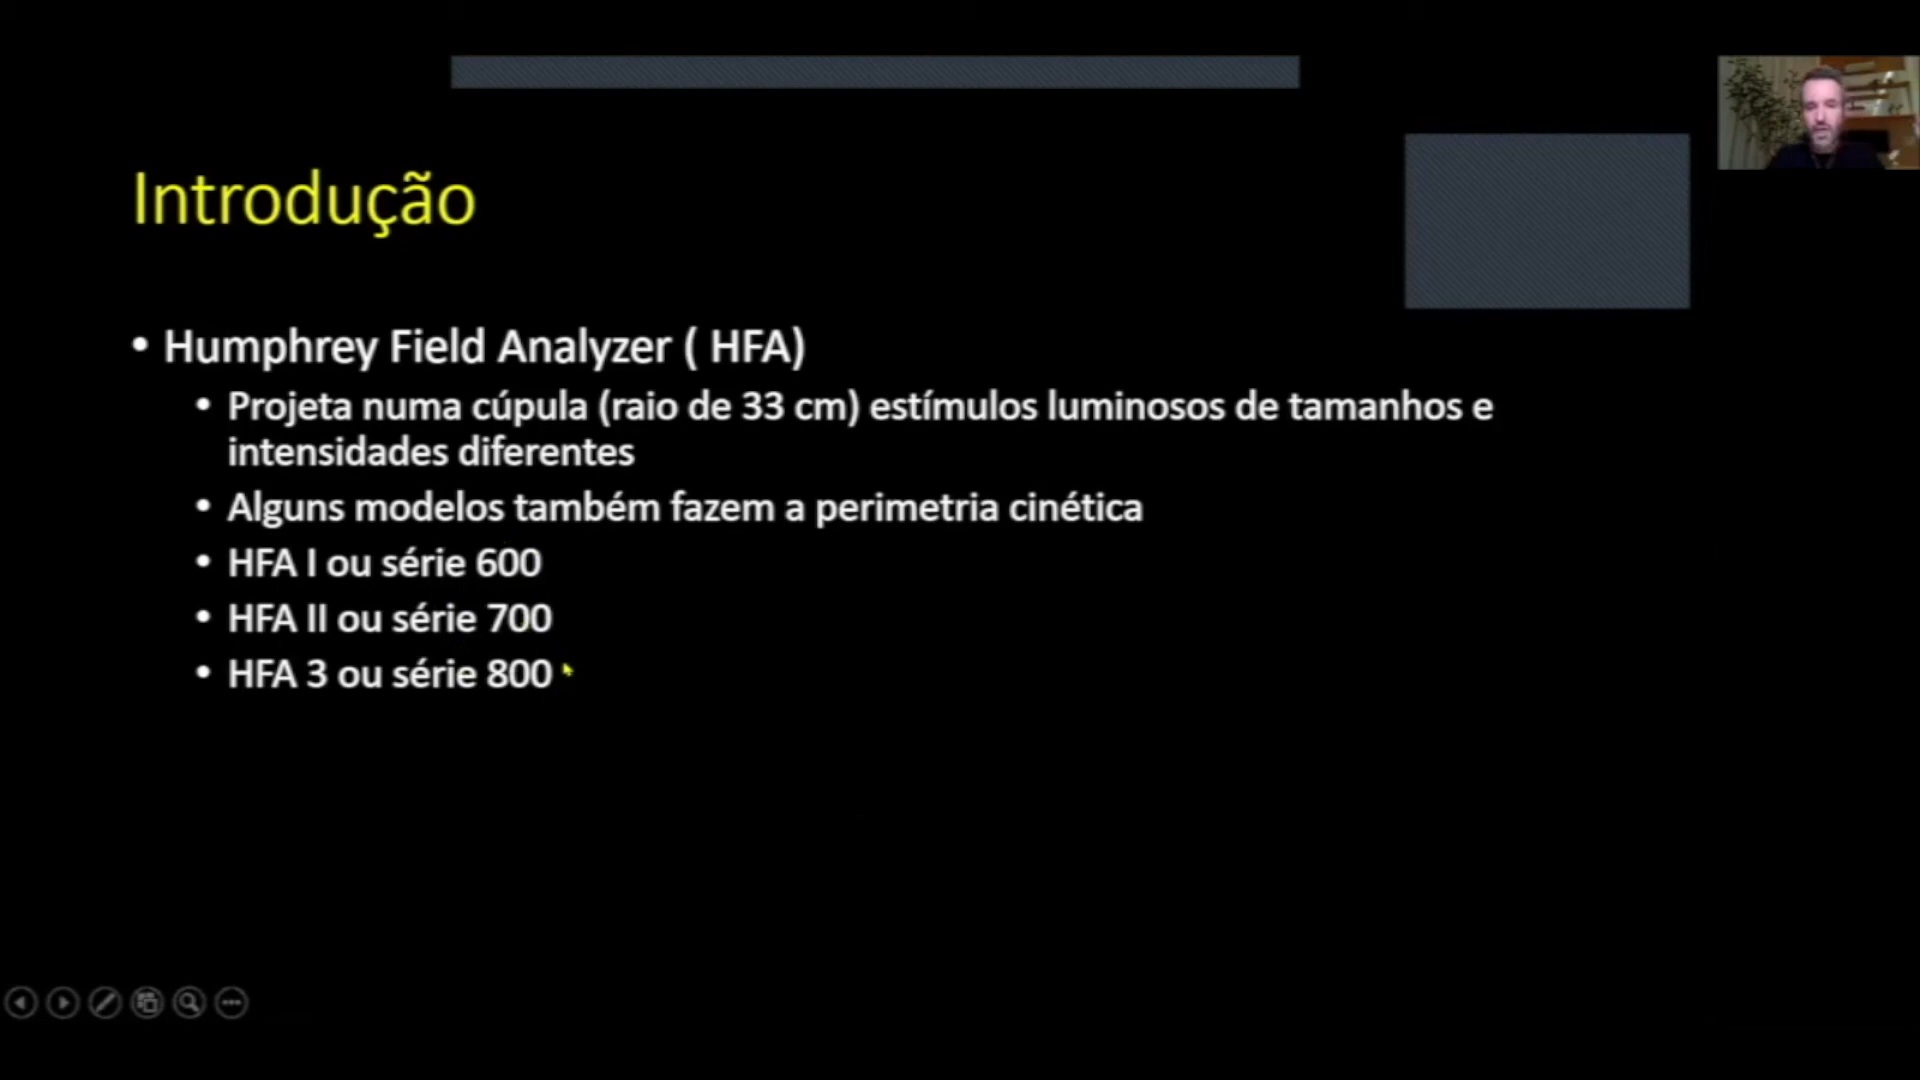 Introdução
• Humphrey Field Analyzer ( HFA)
• Projeta numa cúpula (raio de 33 cm) estímulos luminosos de tamanhos e
intensidades diferentes
• Alguns modelos também fazem a perimetria cinética
• HFA I ou série 600
• HFA II ou série 700
• HFA 3 ou série 800